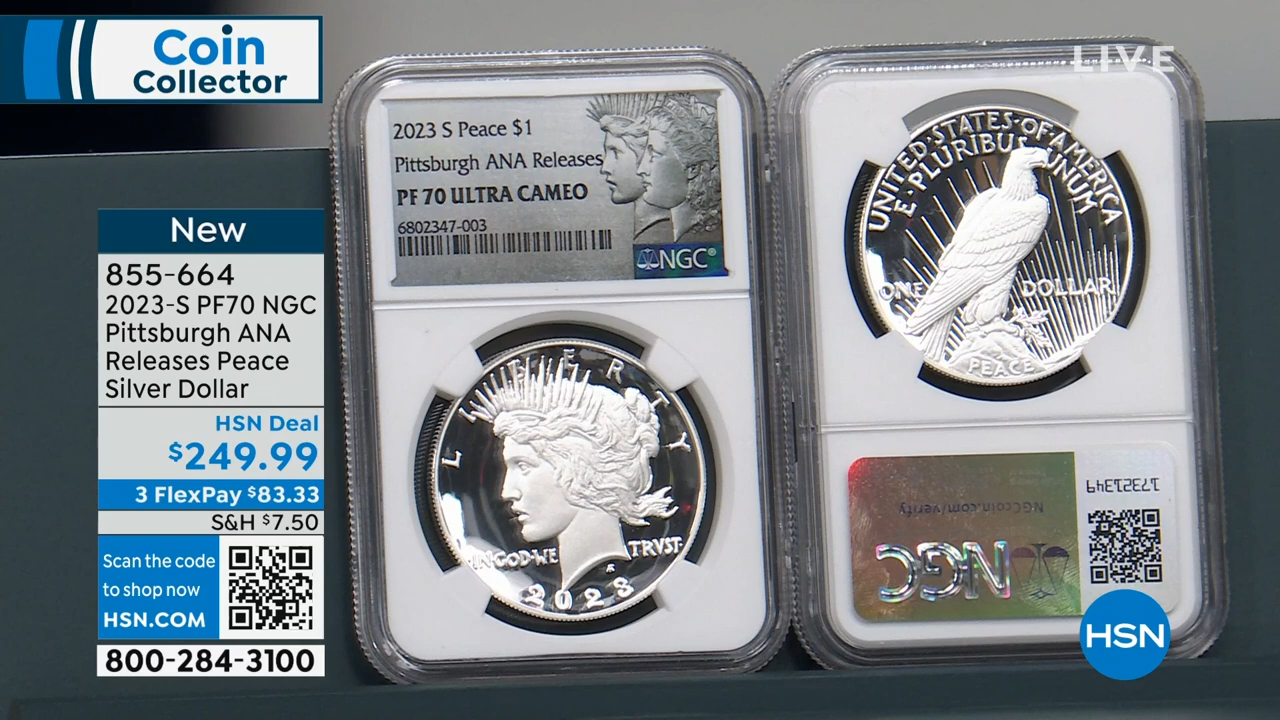 Coin
Collector
LIVE
New
855-664
2023-S PF70 NGC
Pittsburgh ANA
Releases Peace
Silver Dollar
HSN Deal
$249.99
3 FlexPay $83.33
S&H $7.50
Scan the code
to shop now
HSN.COM
800-284-3100
2023 S Peace $1
Pittsburgh ANA Releases
PF 70 ULTRA CAMEO
6802347-003
NGC®
LIBERTY
IN GOD WE TRVST
2023
UNITED·STATES·OF·AMERICA
E·PLURIBUS UNUM
ONE DOLLAR
PEACE
17321349
NGCcoin.com/verify
NGC
HSN